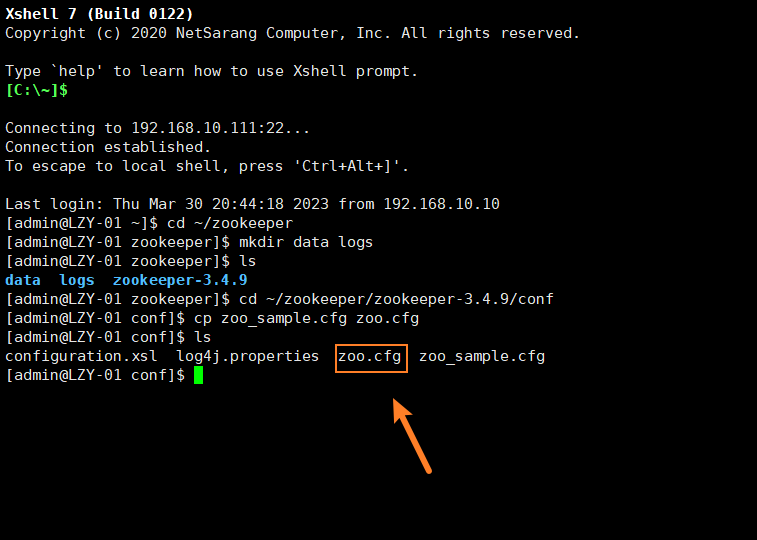 Xshell 7 (Build 0122)
Copyright (c) 2020 NetSarang Computer, Inc. All rights reserved.
Type `help' to learn how to use Xshell prompt.
[C:\~]$
Connecting to 192.168.10.111:22...
Connection established.
To escape to local shell, press 'Ctrl+Alt+]'.
Last login: Thu Mar 30 20:44:18 2023 from 192.168.10.10
[admin@LZY-01 ~]$ cd ~/zookeeper
[admin@LZY-01 zookeeper]$ mkdir data logs
[admin@LZY-01 zookeeper]$ ls
data  logs  zookeeper-3.4.9
[admin@LZY-01 zookeeper]$ cd ~/zookeeper/zookeeper-3.4.9/conf
[admin@LZY-01 conf]$ cp zoo_sample.cfg zoo.cfg
[admin@LZY-01 conf]$ ls
configuration.xsl  log4j.properties  zoo.cfg  zoo_sample.cfg
[admin@LZY-01 conf]$